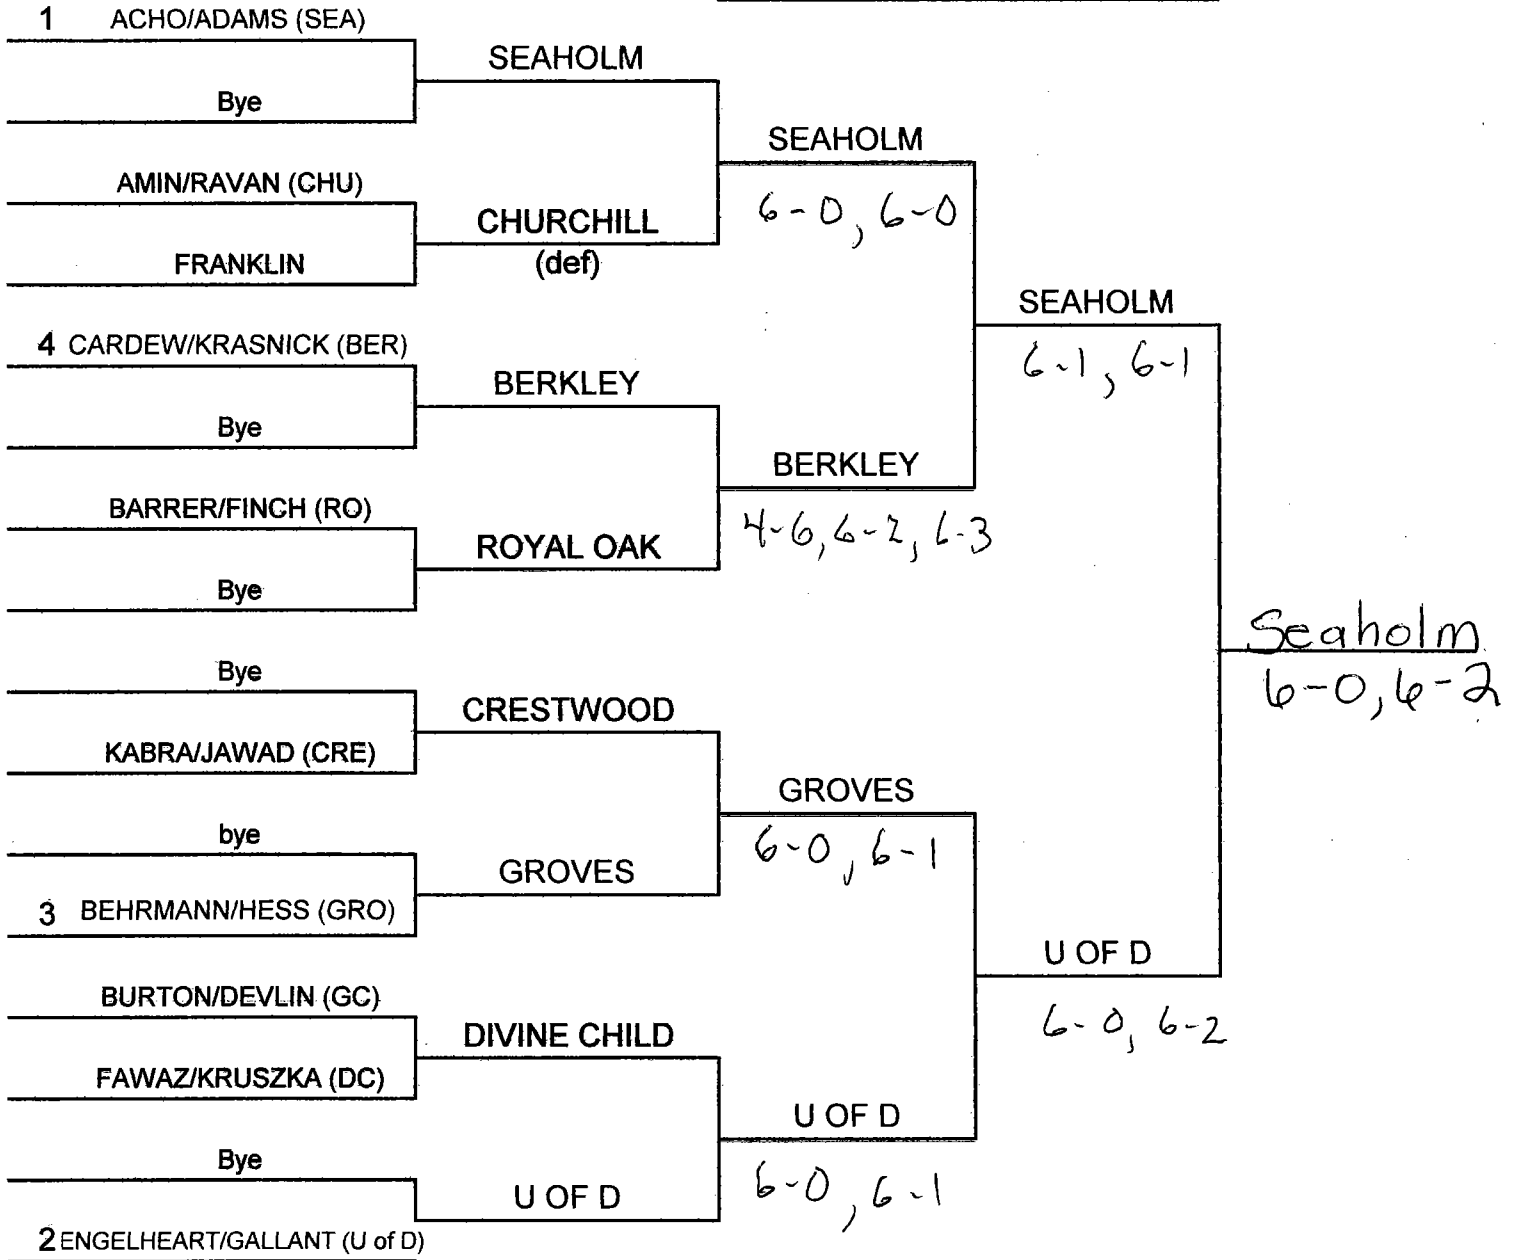 1 ACHO/ADAMS (SEA)
SEAHOLM
Bye
SEAHOLM
6-0, 6-0
AMIN/RAVAN (CHU)
CHURCHILL
(def)
FRANKLIN
SEAHOLM
6-1, 6-1
4 CARDEW/KRASNICK (BER)
BERKLEY
Bye
BERKLEY
4-6, 6-2, 6-3
BARRER/FINCH (RO)
ROYAL OAK
Bye
Seaholm
6-0, 6-2
Bye
CRESTWOOD
KABRA/JAWAD (CRE)
GROVES
6-0, 6-1
bye
GROVES
3 BEHRMANN/HESS (GRO)
U OF D
6-0, 6-2
BURTON/DEVLIN (GC)
DIVINE CHILD
FAWAZ/KRUSZKA (DC)
U OF D
6-0, 6-1
Bye
U OF D
2 ENGELHEART/GALLANT (U of D)